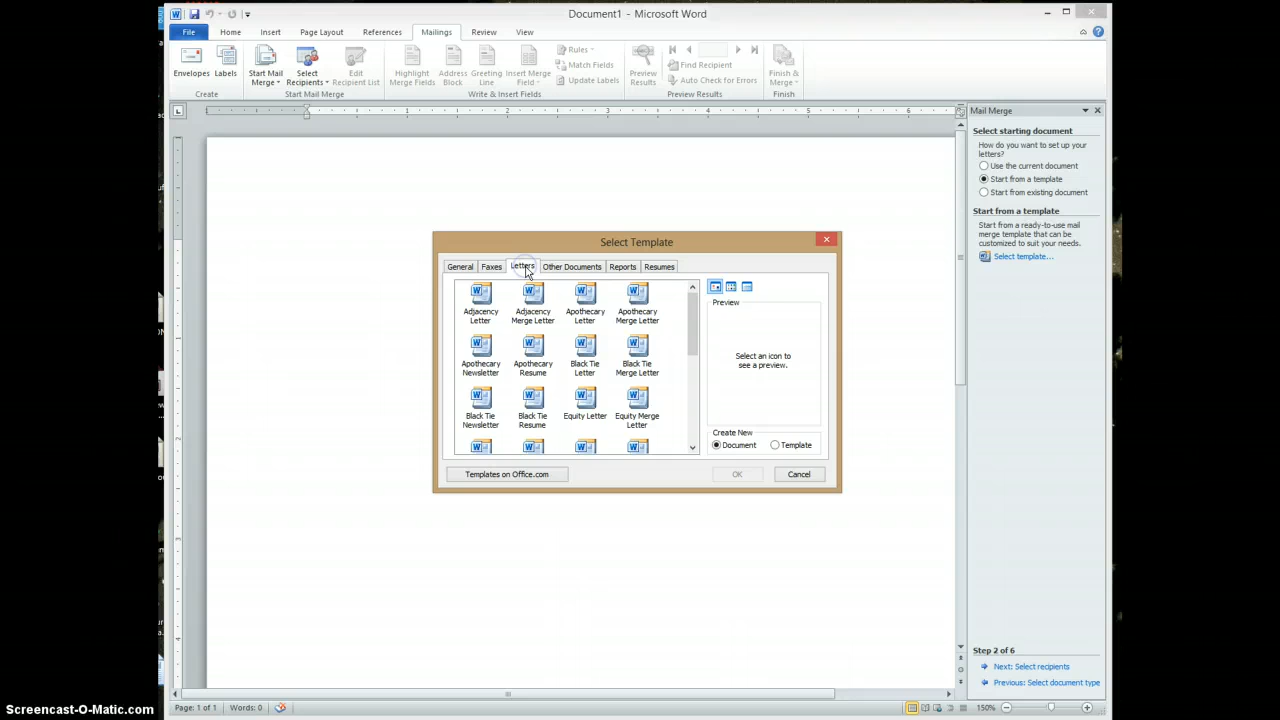 Document1 - Microsoft Word
File Home Insert Page Layout References Mailings Review View
Envelopes Labels
Create
Start Mail Merge
Select Recipients
Edit Recipient List
Start Mail Merge
Highlight Merge Fields
Address Block
Greeting Line
Insert Merge Field
Rules
Match Fields
Update Labels
Write & Insert Fields
Preview Results
Find Recipient
Auto Check for Errors
Preview Results
Finish & Merge
Finish
1 2 3 4 5 6
Mail Merge
Select starting document
How do you want to set up your
letters?
Use the current document
Start from a template
Start from existing document
Start from a template
Start from a ready-to-use mail
merge template that can be
customized to suit your needs.
Select template...
Select Template
General Faxes Letters Other Documents Reports Resumes
Adjacency Letter
Adjacency Merge Letter
Apothecary Letter
Apothecary Merge Letter
Apothecary Newsletter
Apothecary Resume
Black Tie Letter
Black Tie Merge Letter
Black Tie Newsletter
Black Tie Resume
Equity Letter
Equity Merge Letter
Preview
Select an icon to
see a preview.
Create New
Document Template
Templates on Office.com
OK Cancel
Step 2 of 6
Next: Select recipients
Previous: Select document type
Page: 1 of 1 Words: 0
150%
Screencast-O-Matic.com